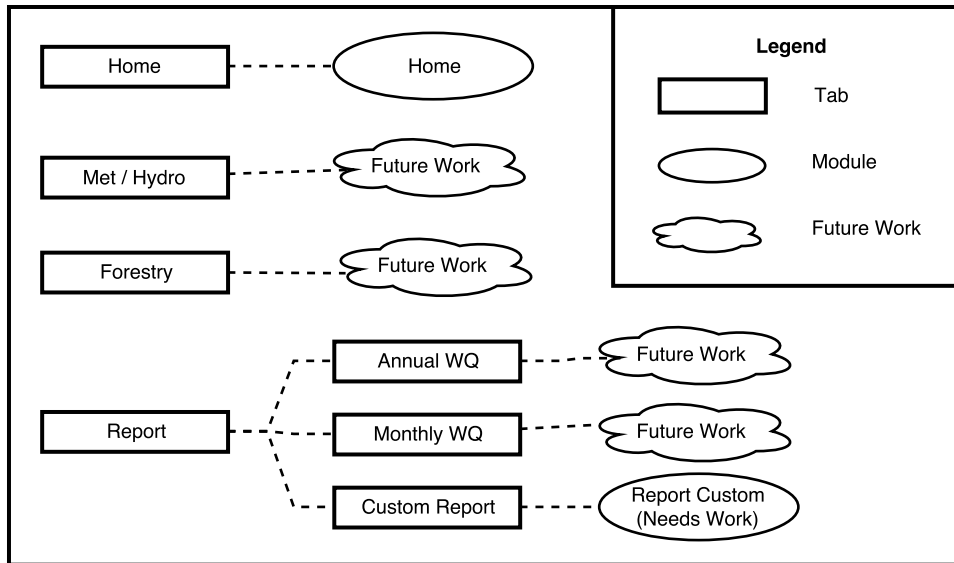 Home
Home
Met / Hydro
Future Work
Forestry
Future Work
Report
Annual WQ
Future Work
Monthly WQ
Future Work
Custom Report
Report Custom
(Needs Work)
Legend
Tab
Module
Future Work